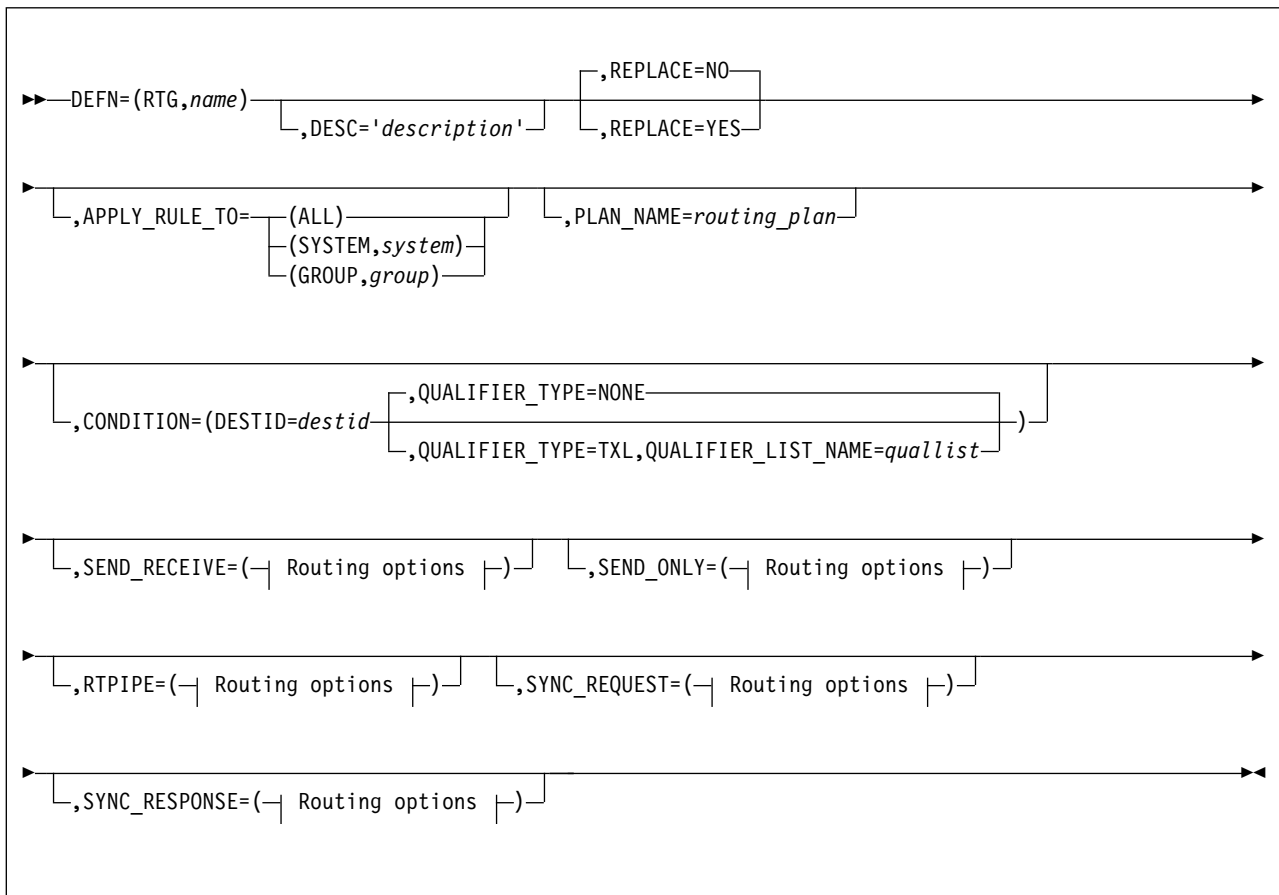 ,REPLACE=NO
DEFN=(RTG,name)
,DESC='description' ,REPLACE=YES
,APPLY_RULE_TO= (ALL) ,PLAN_NAME=routing_plan
(SYSTEM,system)
(GROUP,group)
,QUALIFIER_TYPE=NONE
,CONDITION=(DESTID=destid )
,QUALIFIER_TYPE=TXL,QUALIFIER_LIST_NAME=quallist
,SEND_RECEIVE=( Routing options ) ,SEND_ONLY=( Routing options )
,RTPIPE=( Routing options ) ,SYNC_REQUEST=( Routing options )
,SYNC_RESPONSE=( Routing options )